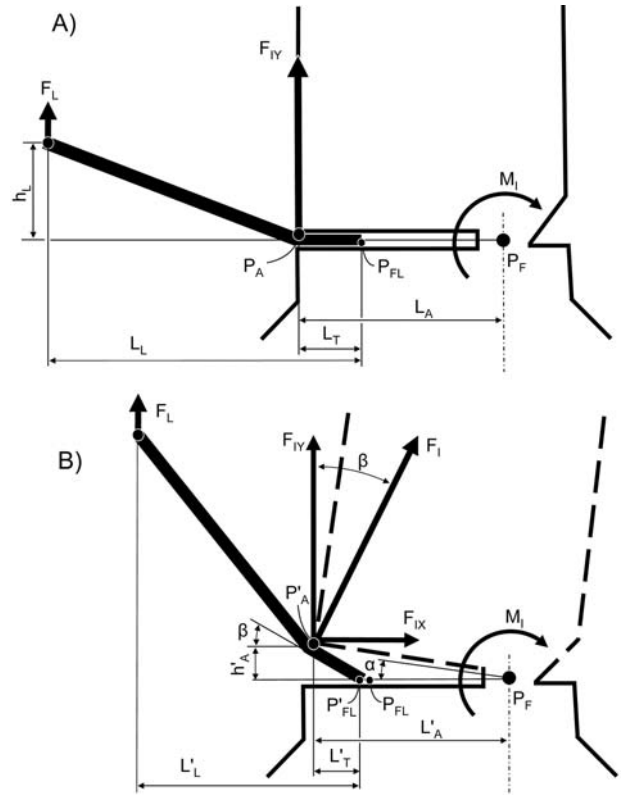 A)
F_IY
F_L
h_L
M_I
P_A
P_FL
P_F
L_A
L_T
L_L
B)
F_L
F_IY
β
F_I
P'_A
F_IX
M_I
β
h'_A
α
P'_FL
P_FL
P_F
L'_A
L'_T
L'_L